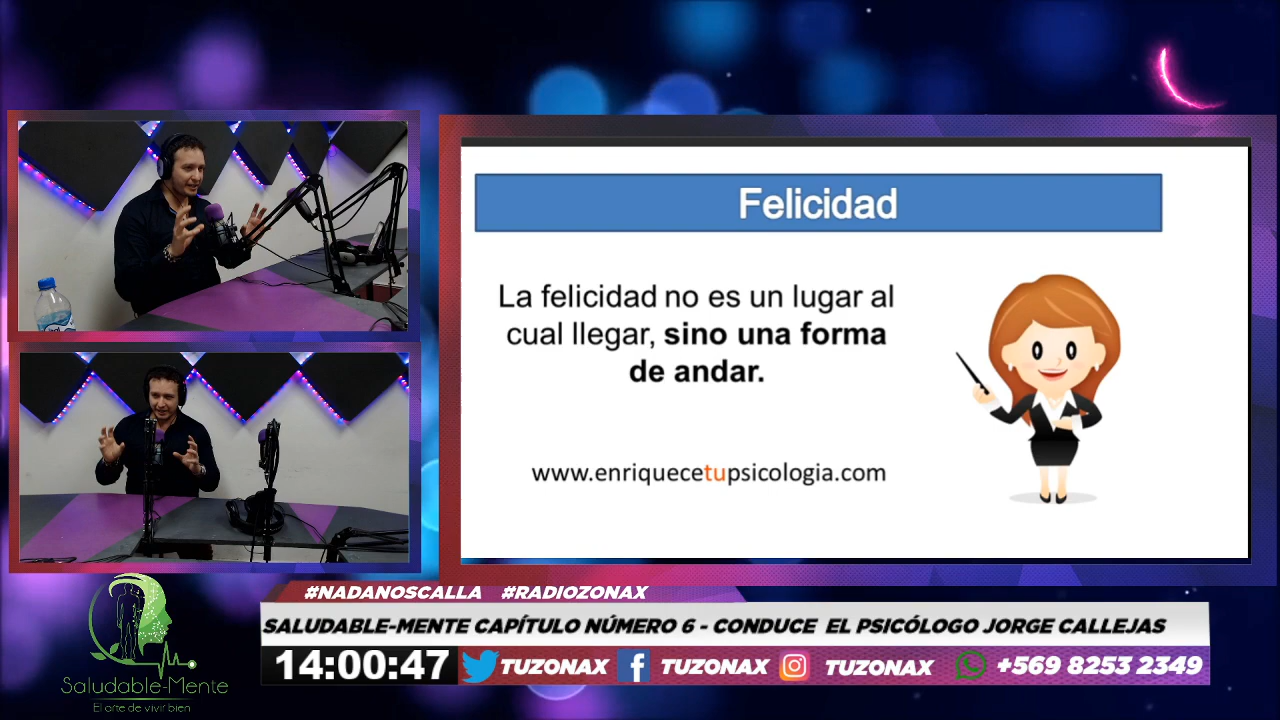 Felicidad
La felicidad no es un lugar al
cual llegar, sino una forma
de andar.
www.enriquecetupsicologia.com
#NADANOSCALLA #RADIOZONAX
SALUDABLE-MENTE CAPÍTULO NÚMERO 6 - CONDUCE EL PSICÓLOGO JORGE CALLEJAS
14:00:47 TUZONAX TUZONAX TUZONAX +569 8253 2349
Saludable-Mente
El arte de vivir bien